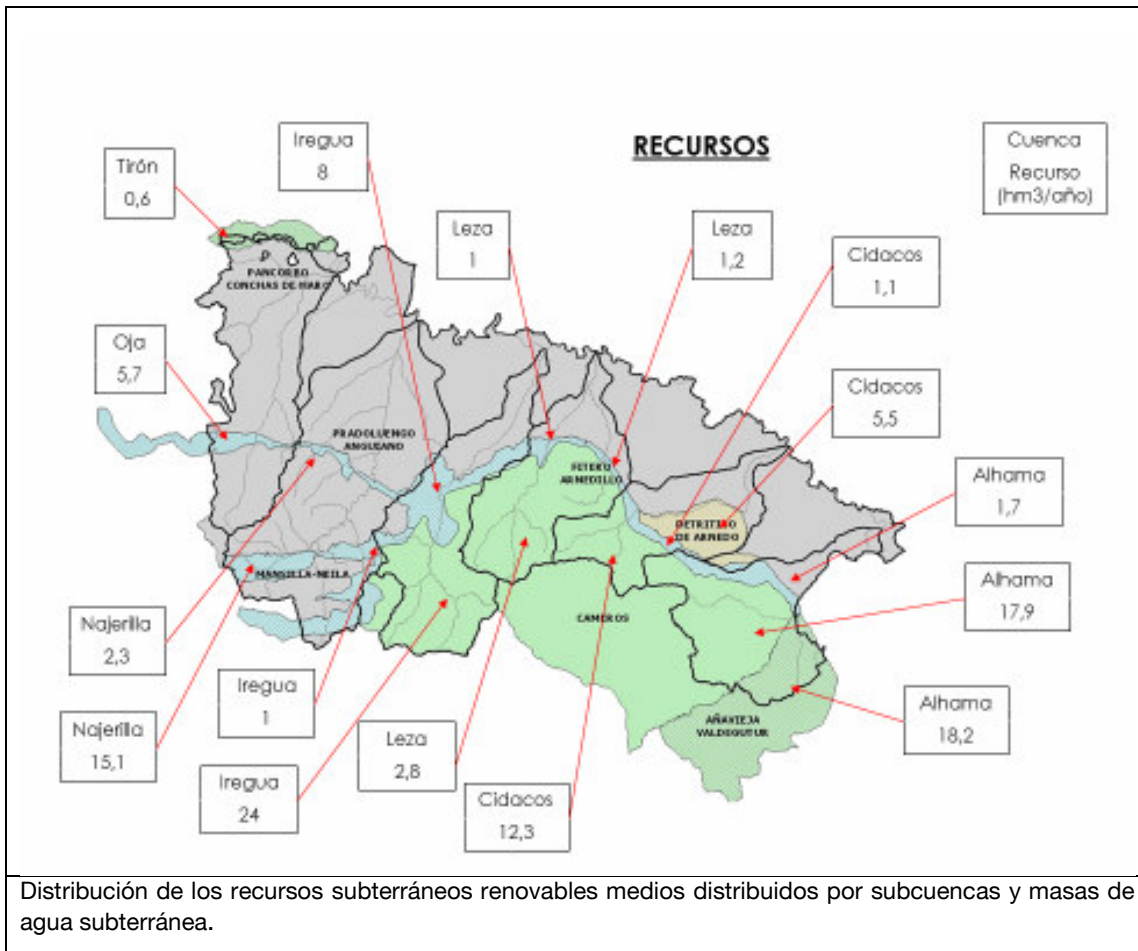 RECURSOS
Cuenca
Recurso
(hm3/año)
Iregua
8
Tirón
0,6
Leza
1
Leza
1,2
Cidacos
1,1
Oja
5,7
Cidacos
5,5
Alhama
1,7
Alhama
17,9
Alhama
18,2
Najerilla
2,3
Najerilla
15,1
Iregua
1
Iregua
24
Leza
2,8
Cidacos
12,3
PANCORBO
CONCHAS DE HARO
PRADOLUENGO
ANGUIANO
FITERO
ARNEDILLO
DETRITICO
DE ARNEDO
MANSILLA-NEILA
CAMEROS
AÑAVIEJA
VALDEGUTUR
Distribución de los recursos subterráneos renovables medios distribuidos por subcuencas y masas de
agua subterránea.